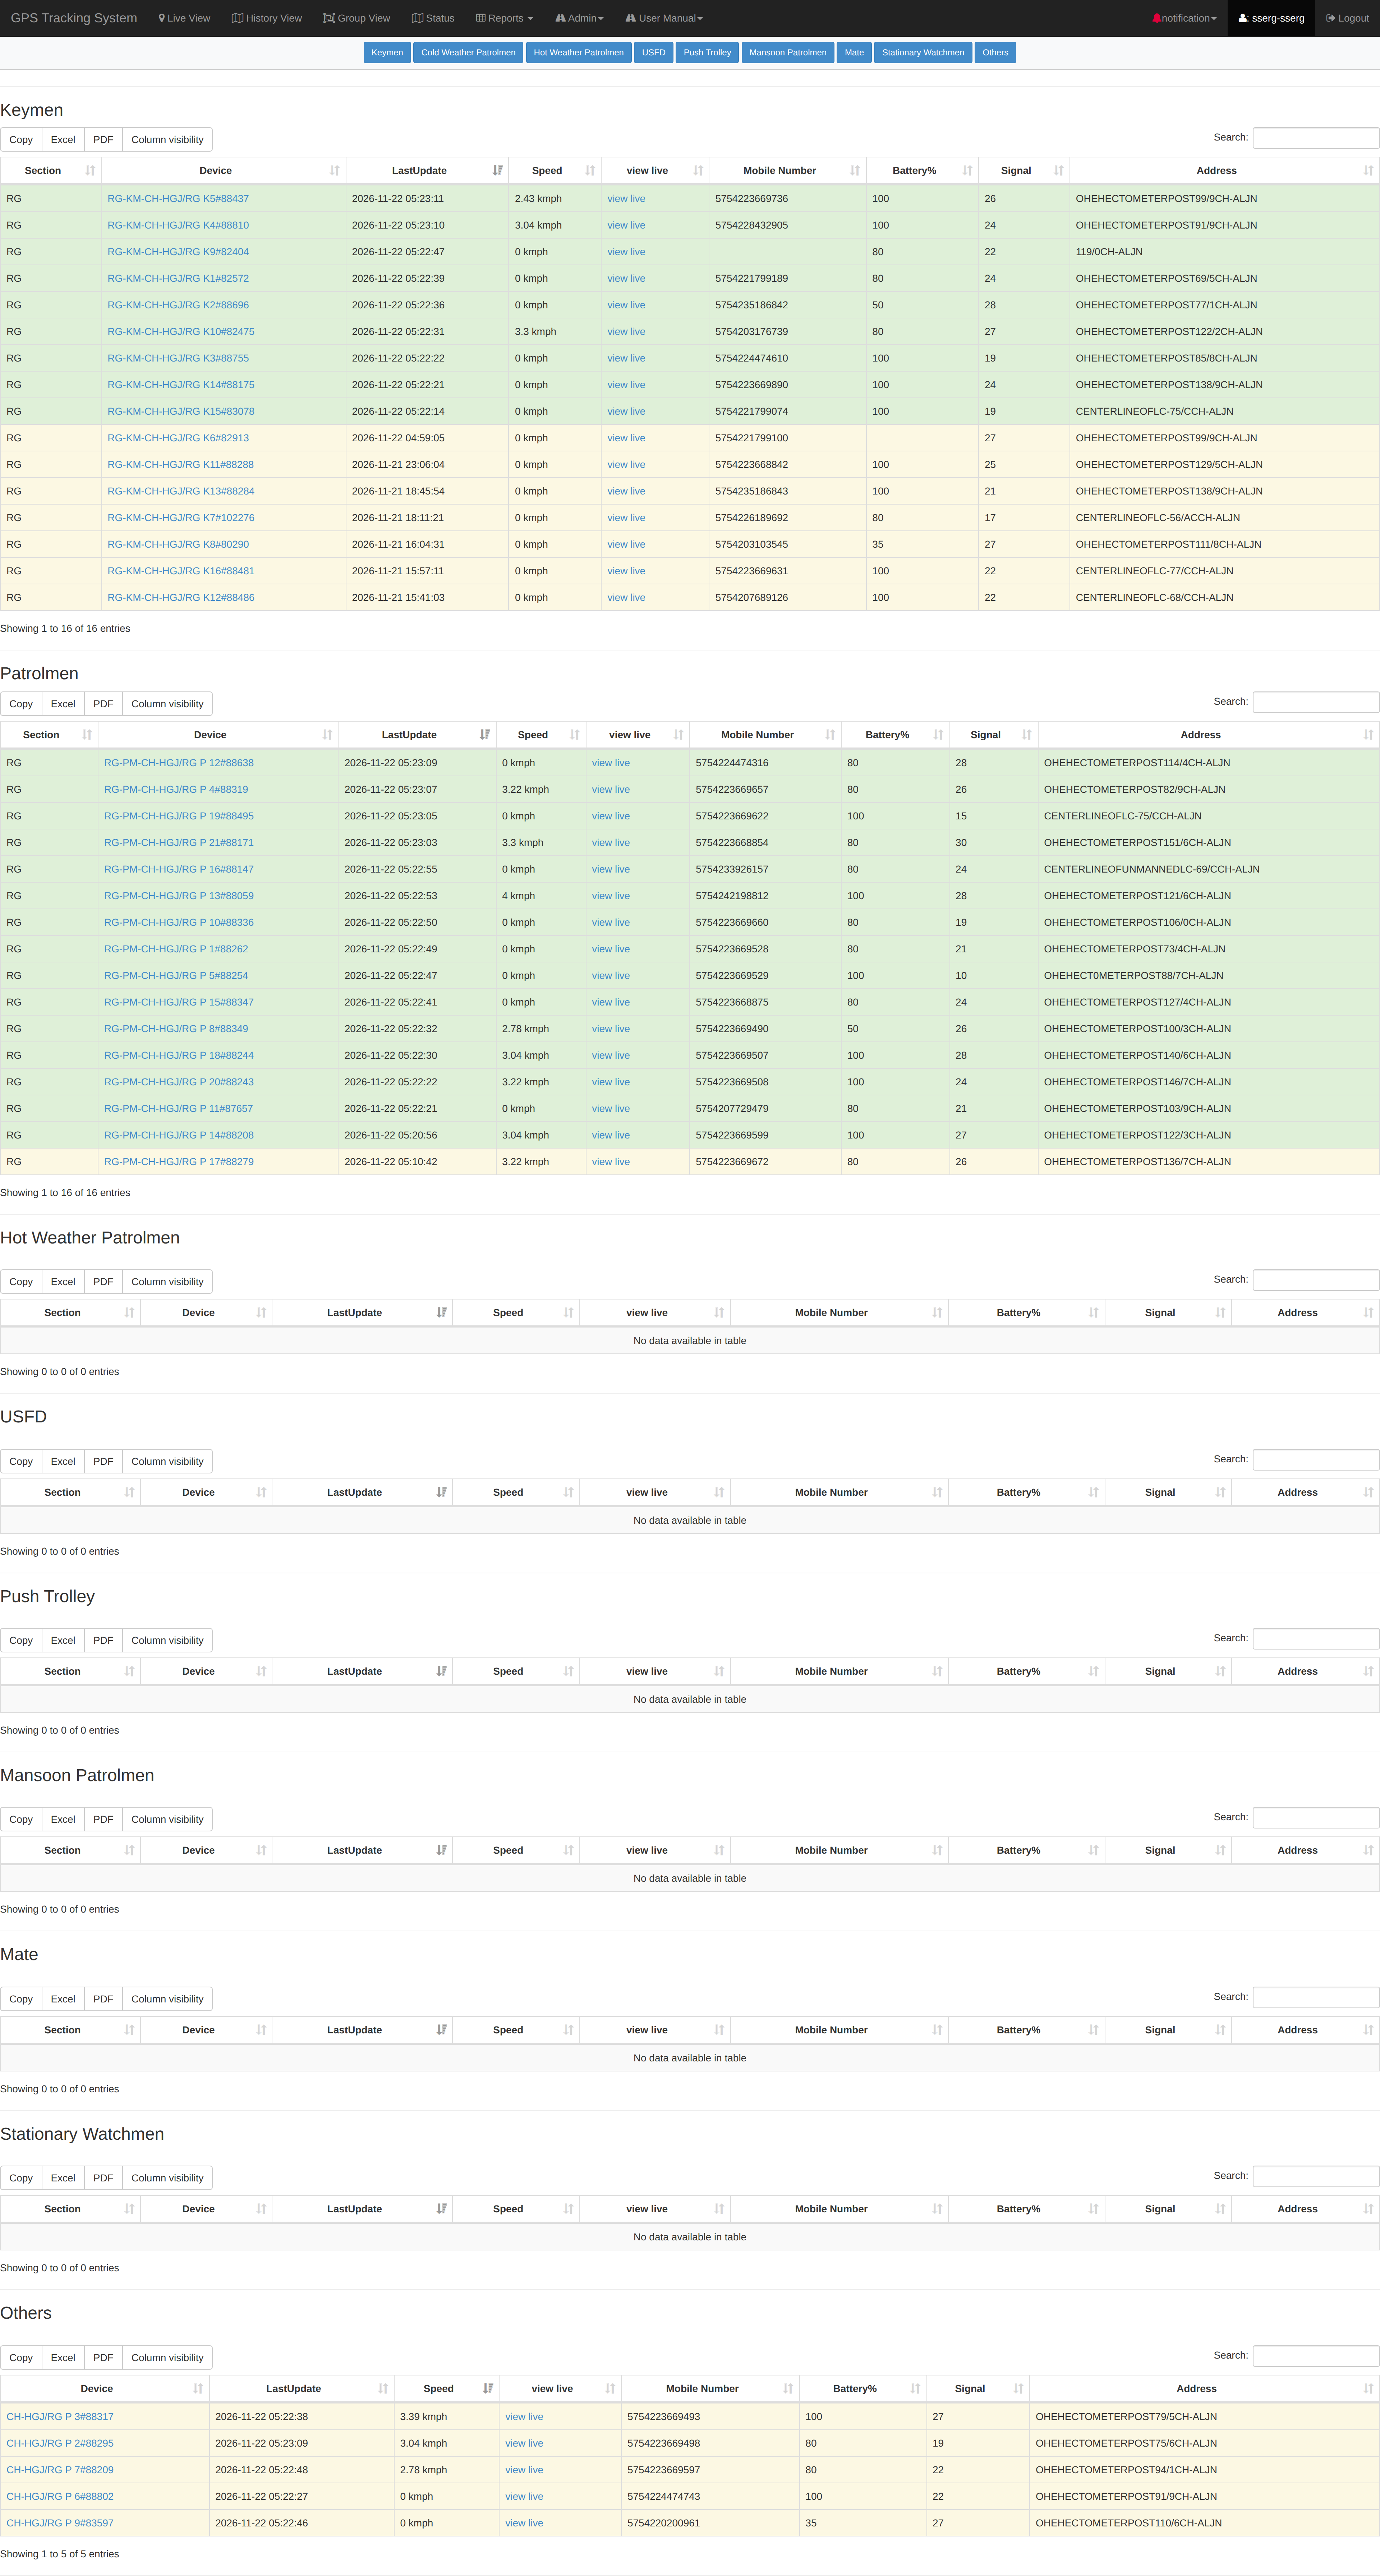 GPS Tracking System Live View History View Group View Status Reports Admin User Manual notification : sserg-sserg Logout
Keymen Cold Weather Patrolmen Hot Weather Patrolmen USFD Push Trolley Mansoon Patrolmen Mate Stationary Watchmen Others
Keymen
Copy Excel PDF Column visibility Search:
Section Device LastUpdate Speed view live Mobile Number Battery% Signal Address
RG RG-KM-CH-HGJ/RG K5#88437 2026-11-22 05:23:11 2.43 kmph view live 5754223669736 100 26 OHEHECTOMETERPOST99/9CH-ALJN
RG RG-KM-CH-HGJ/RG K4#88810 2026-11-22 05:23:10 3.04 kmph view live 5754228432905 100 24 OHEHECTOMETERPOST91/9CH-ALJN
RG RG-KM-CH-HGJ/RG K9#82404 2026-11-22 05:22:47 0 kmph view live 80 22 119/0CH-ALJN
RG RG-KM-CH-HGJ/RG K1#82572 2026-11-22 05:22:39 0 kmph view live 5754221799189 80 24 OHEHECTOMETERPOST69/5CH-ALJN
RG RG-KM-CH-HGJ/RG K2#88696 2026-11-22 05:22:36 0 kmph view live 5754235186842 50 28 OHEHECTOMETERPOST77/1CH-ALJN
RG RG-KM-CH-HGJ/RG K10#82475 2026-11-22 05:22:31 3.3 kmph view live 5754203176739 80 27 OHEHECTOMETERPOST122/2CH-ALJN
RG RG-KM-CH-HGJ/RG K3#88755 2026-11-22 05:22:22 0 kmph view live 5754224474610 100 19 OHEHECTOMETERPOST85/8CH-ALJN
RG RG-KM-CH-HGJ/RG K14#88175 2026-11-22 05:22:21 0 kmph view live 5754223669890 100 24 OHEHECTOMETERPOST138/9CH-ALJN
RG RG-KM-CH-HGJ/RG K15#83078 2026-11-22 05:22:14 0 kmph view live 5754221799074 100 19 CENTERLINEOFLC-75/CCH-ALJN
RG RG-KM-CH-HGJ/RG K6#82913 2026-11-22 04:59:05 0 kmph view live 5754221799100 27 OHEHECTOMETERPOST99/9CH-ALJN
RG RG-KM-CH-HGJ/RG K11#88288 2026-11-21 23:06:04 0 kmph view live 5754223668842 100 25 OHEHECTOMETERPOST129/5CH-ALJN
RG RG-KM-CH-HGJ/RG K13#88284 2026-11-21 18:45:54 0 kmph view live 5754235186843 100 21 OHEHECTOMETERPOST138/9CH-ALJN
RG RG-KM-CH-HGJ/RG K7#102276 2026-11-21 18:11:21 0 kmph view live 5754226189692 80 17 CENTERLINEOFLC-56/ACCH-ALJN
RG RG-KM-CH-HGJ/RG K8#80290 2026-11-21 16:04:31 0 kmph view live 5754203103545 35 27 OHEHECTOMETERPOST111/8CH-ALJN
RG RG-KM-CH-HGJ/RG K16#88481 2026-11-21 15:57:11 0 kmph view live 5754223669631 100 22 CENTERLINEOFLC-77/CCH-ALJN
RG RG-KM-CH-HGJ/RG K12#88486 2026-11-21 15:41:03 0 kmph view live 5754207689126 100 22 CENTERLINEOFLC-68/CCH-ALJN
Showing 1 to 16 of 16 entries
Patrolmen
Copy Excel PDF Column visibility Search:
Section Device LastUpdate Speed view live Mobile Number Battery% Signal Address
RG RG-PM-CH-HGJ/RG P 12#88638 2026-11-22 05:23:09 0 kmph view live 5754224474316 80 28 OHEHECTOMETERPOST114/4CH-ALJN
RG RG-PM-CH-HGJ/RG P 4#88319 2026-11-22 05:23:07 3.22 kmph view live 5754223669657 80 26 OHEHECTOMETERPOST82/9CH-ALJN
RG RG-PM-CH-HGJ/RG P 19#88495 2026-11-22 05:23:05 0 kmph view live 5754223669622 100 15 CENTERLINEOFLC-75/CCH-ALJN
RG RG-PM-CH-HGJ/RG P 21#88171 2026-11-22 05:23:03 3.3 kmph view live 5754223668854 80 30 OHEHECTOMETERPOST151/6CH-ALJN
RG RG-PM-CH-HGJ/RG P 16#88147 2026-11-22 05:22:55 0 kmph view live 5754233926157 80 24 CENTERLINEOFUNMANNEDLC-69/CCH-ALJN
RG RG-PM-CH-HGJ/RG P 13#88059 2026-11-22 05:22:53 4 kmph view live 5754242198812 100 28 OHEHECTOMETERPOST121/6CH-ALJN
RG RG-PM-CH-HGJ/RG P 10#88336 2026-11-22 05:22:50 0 kmph view live 5754223669660 80 19 OHEHECTOMETERPOST106/0CH-ALJN
RG RG-PM-CH-HGJ/RG P 1#88262 2026-11-22 05:22:49 0 kmph view live 5754223669528 80 21 OHEHECTOMETERPOST73/4CH-ALJN
RG RG-PM-CH-HGJ/RG P 5#88254 2026-11-22 05:22:47 0 kmph view live 5754223669529 100 10 OHEHECT0METERPOST88/7CH-ALJN
RG RG-PM-CH-HGJ/RG P 15#88347 2026-11-22 05:22:41 0 kmph view live 5754223668875 80 24 OHEHECTOMETERPOST127/4CH-ALJN
RG RG-PM-CH-HGJ/RG P 8#88349 2026-11-22 05:22:32 2.78 kmph view live 5754223669490 50 26 OHEHECTOMETERPOST100/3CH-ALJN
RG RG-PM-CH-HGJ/RG P 18#88244 2026-11-22 05:22:30 3.04 kmph view live 5754223669507 100 28 OHEHECTOMETERPOST140/6CH-ALJN
RG RG-PM-CH-HGJ/RG P 20#88243 2026-11-22 05:22:22 3.22 kmph view live 5754223669508 100 24 OHEHECTOMETERPOST146/7CH-ALJN
RG RG-PM-CH-HGJ/RG P 11#87657 2026-11-22 05:22:21 0 kmph view live 5754207729479 80 21 OHEHECTOMETERPOST103/9CH-ALJN
RG RG-PM-CH-HGJ/RG P 14#88208 2026-11-22 05:20:56 3.04 kmph view live 5754223669599 100 27 OHEHECTOMETERPOST122/3CH-ALJN
RG RG-PM-CH-HGJ/RG P 17#88279 2026-11-22 05:10:42 3.22 kmph view live 5754223669672 80 26 OHEHECTOMETERPOST136/7CH-ALJN
Showing 1 to 16 of 16 entries
Hot Weather Patrolmen
Copy Excel PDF Column visibility Search:
Section Device LastUpdate Speed view live Mobile Number Battery% Signal Address
No data available in table
Showing 0 to 0 of 0 entries
USFD
Copy Excel PDF Column visibility Search:
Section Device LastUpdate Speed view live Mobile Number Battery% Signal Address
No data available in table
Showing 0 to 0 of 0 entries
Push Trolley
Copy Excel PDF Column visibility Search:
Section Device LastUpdate Speed view live Mobile Number Battery% Signal Address
No data available in table
Showing 0 to 0 of 0 entries
Mansoon Patrolmen
Copy Excel PDF Column visibility Search:
Section Device LastUpdate Speed view live Mobile Number Battery% Signal Address
No data available in table
Showing 0 to 0 of 0 entries
Mate
Copy Excel PDF Column visibility Search:
Section Device LastUpdate Speed view live Mobile Number Battery% Signal Address
No data available in table
Showing 0 to 0 of 0 entries
Stationary Watchmen
Copy Excel PDF Column visibility Search:
Section Device LastUpdate Speed view live Mobile Number Battery% Signal Address
No data available in table
Showing 0 to 0 of 0 entries
Others
Copy Excel PDF Column visibility Search:
Device LastUpdate Speed view live Mobile Number Battery% Signal Address
CH-HGJ/RG P 3#88317 2026-11-22 05:22:38 3.39 kmph view live 5754223669493 100 27 OHEHECTOMETERPOST79/5CH-ALJN
CH-HGJ/RG P 2#88295 2026-11-22 05:23:09 3.04 kmph view live 5754223669498 80 19 OHEHECTOMETERPOST75/6CH-ALJN
CH-HGJ/RG P 7#88209 2026-11-22 05:22:48 2.78 kmph view live 5754223669597 80 22 OHEHECTOMETERPOST94/1CH-ALJN
CH-HGJ/RG P 6#88802 2026-11-22 05:22:27 0 kmph view live 5754224474743 100 22 OHEHECTOMETERPOST91/9CH-ALJN
CH-HGJ/RG P 9#83597 2026-11-22 05:22:46 0 kmph view live 5754220200961 35 27 OHEHECTOMETERPOST110/6CH-ALJN
Showing 1 to 5 of 5 entries